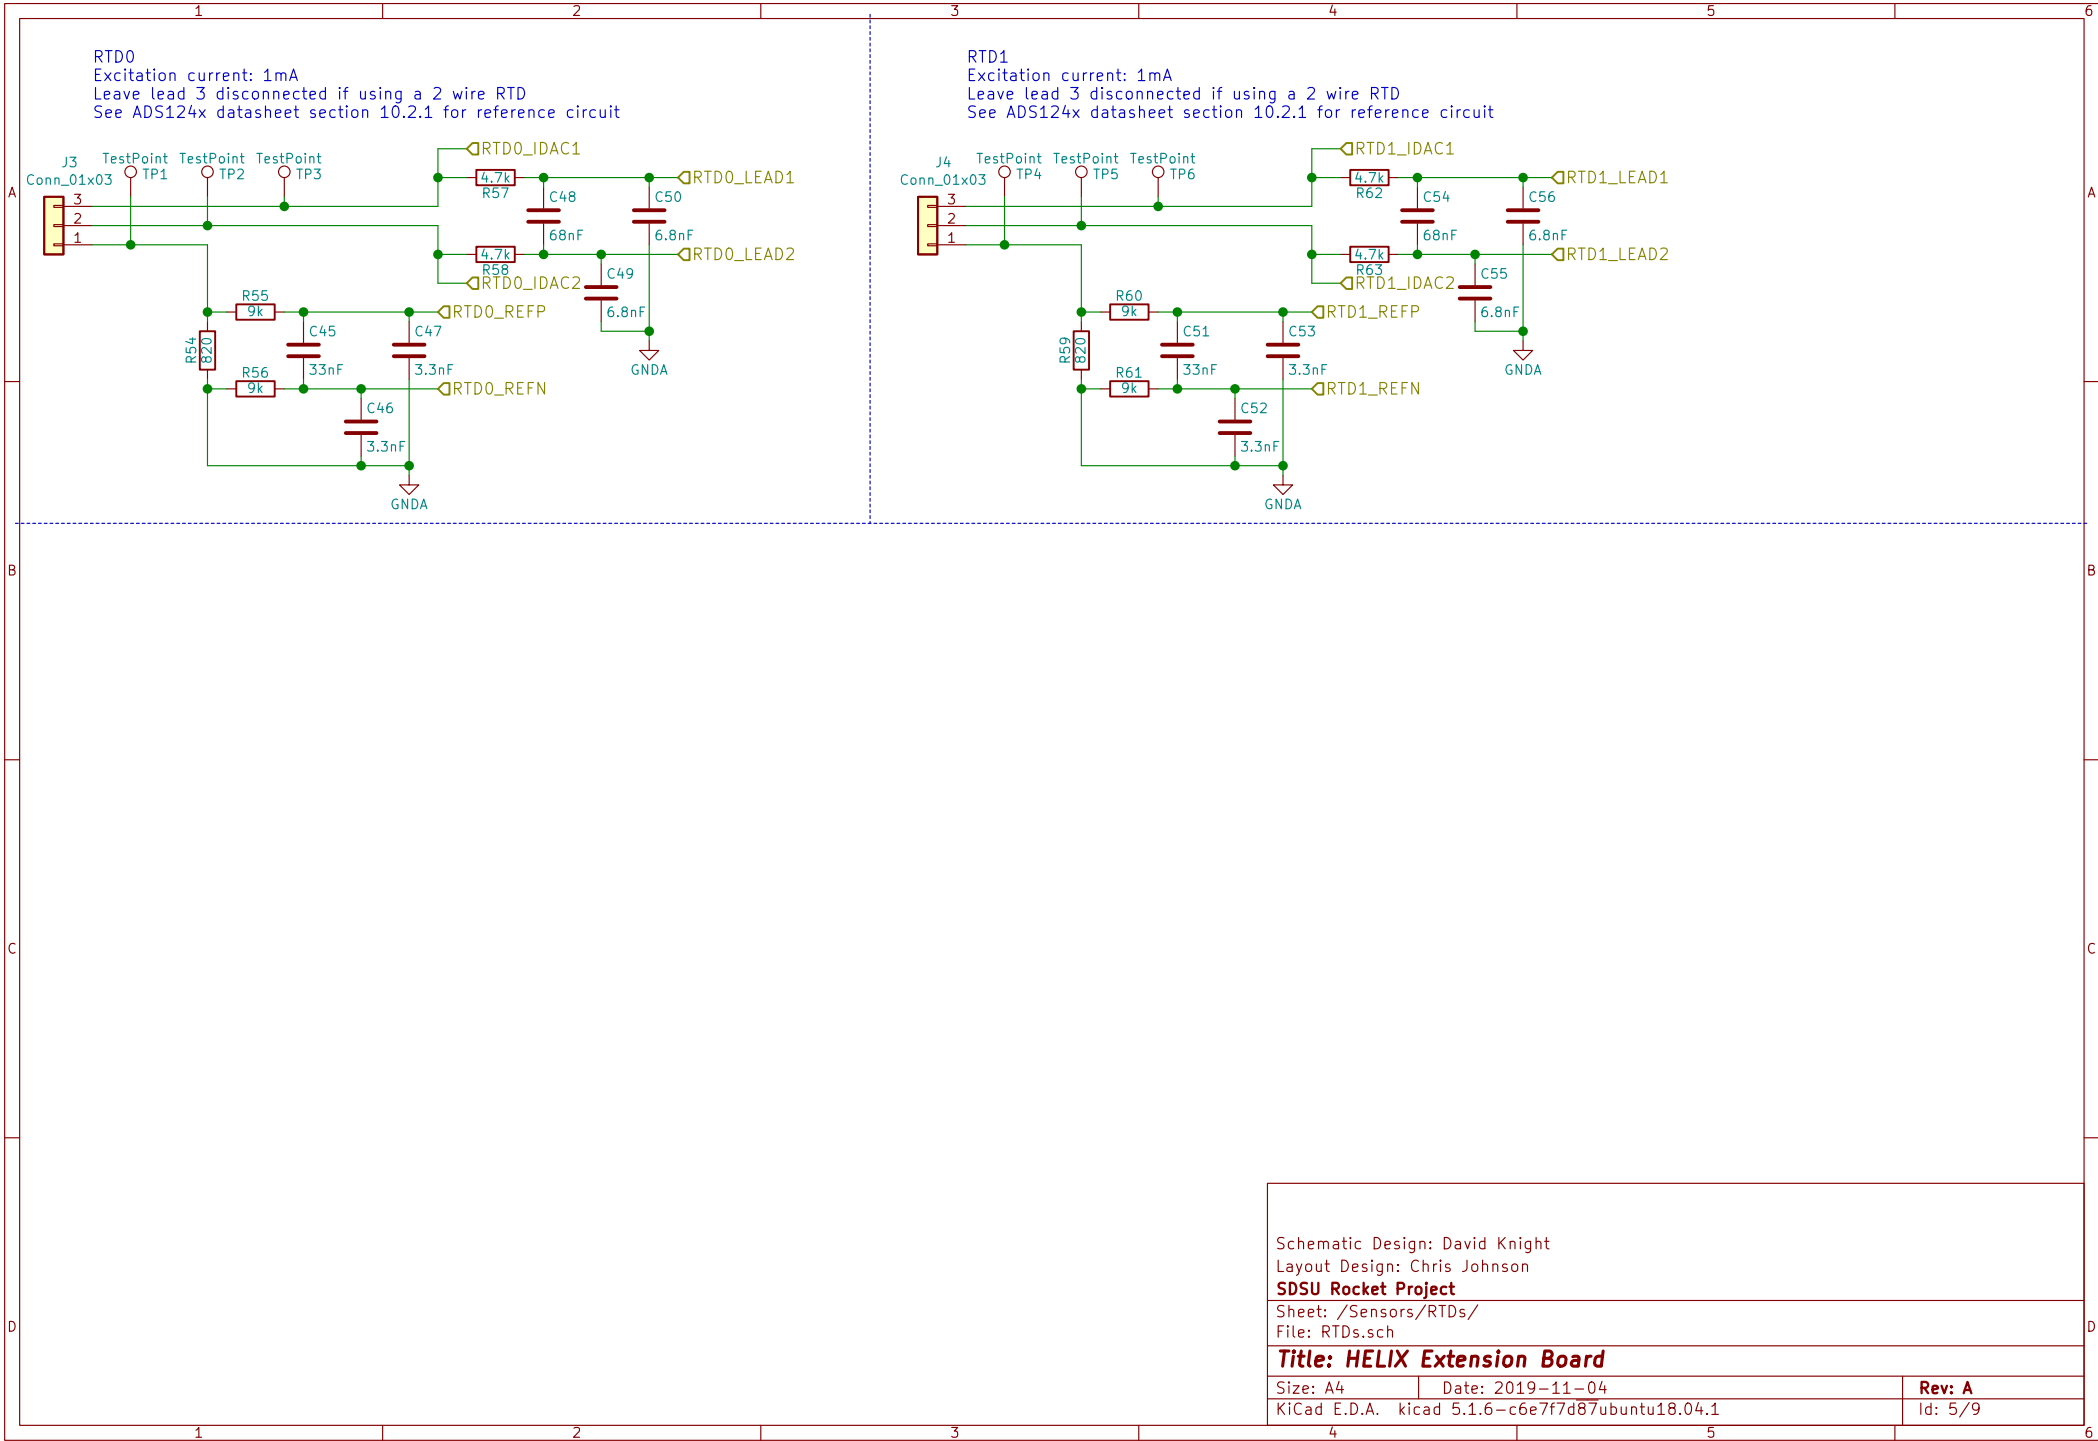 1 2 3 4 5 6
RTD0
Excitation current: 1mA
Leave lead 3 disconnected if using a 2 wire RTD
See ADS124x datasheet section 10.2.1 for reference circuit
J3
Conn_01x03
3
2
1
TestPoint
TP1
TestPoint
TP2
TestPoint
TP3
RTD0_IDAC1
4.7k
R57
C48
68nF
C50
6.8nF
RTD0_LEAD1
4.7k
R58
RTD0_LEAD2
RTD0_IDAC2
C49
6.8nF
GNDA
R55
9k
RTD0_REFP
R54
820
C45
33nF
C47
3.3nF
R56
9k
RTD0_REFN
C46
3.3nF
GNDA
RTD1
Excitation current: 1mA
Leave lead 3 disconnected if using a 2 wire RTD
See ADS124x datasheet section 10.2.1 for reference circuit
J4
Conn_01x03
3
2
1
TestPoint
TP4
TestPoint
TP5
TestPoint
TP6
RTD1_IDAC1
4.7k
R62
C54
68nF
C56
6.8nF
RTD1_LEAD1
4.7k
R63
RTD1_LEAD2
RTD1_IDAC2
C55
6.8nF
GNDA
R60
9k
RTD1_REFP
R59
820
C51
33nF
C53
3.3nF
R61
9k
RTD1_REFN
C52
3.3nF
GNDA
A A
B B
C C
D D
Schematic Design: David Knight
Layout Design: Chris Johnson
SDSU Rocket Project
Sheet: /Sensors/RTDs/
File: RTDs.sch
Title: HELIX Extension Board
Size: A4 Date: 2019-11-04 Rev: A
KiCad E.D.A. kicad 5.1.6-c6e7f7d87ubuntu18.04.1 Id: 5/9
1 2 3 4 5 6